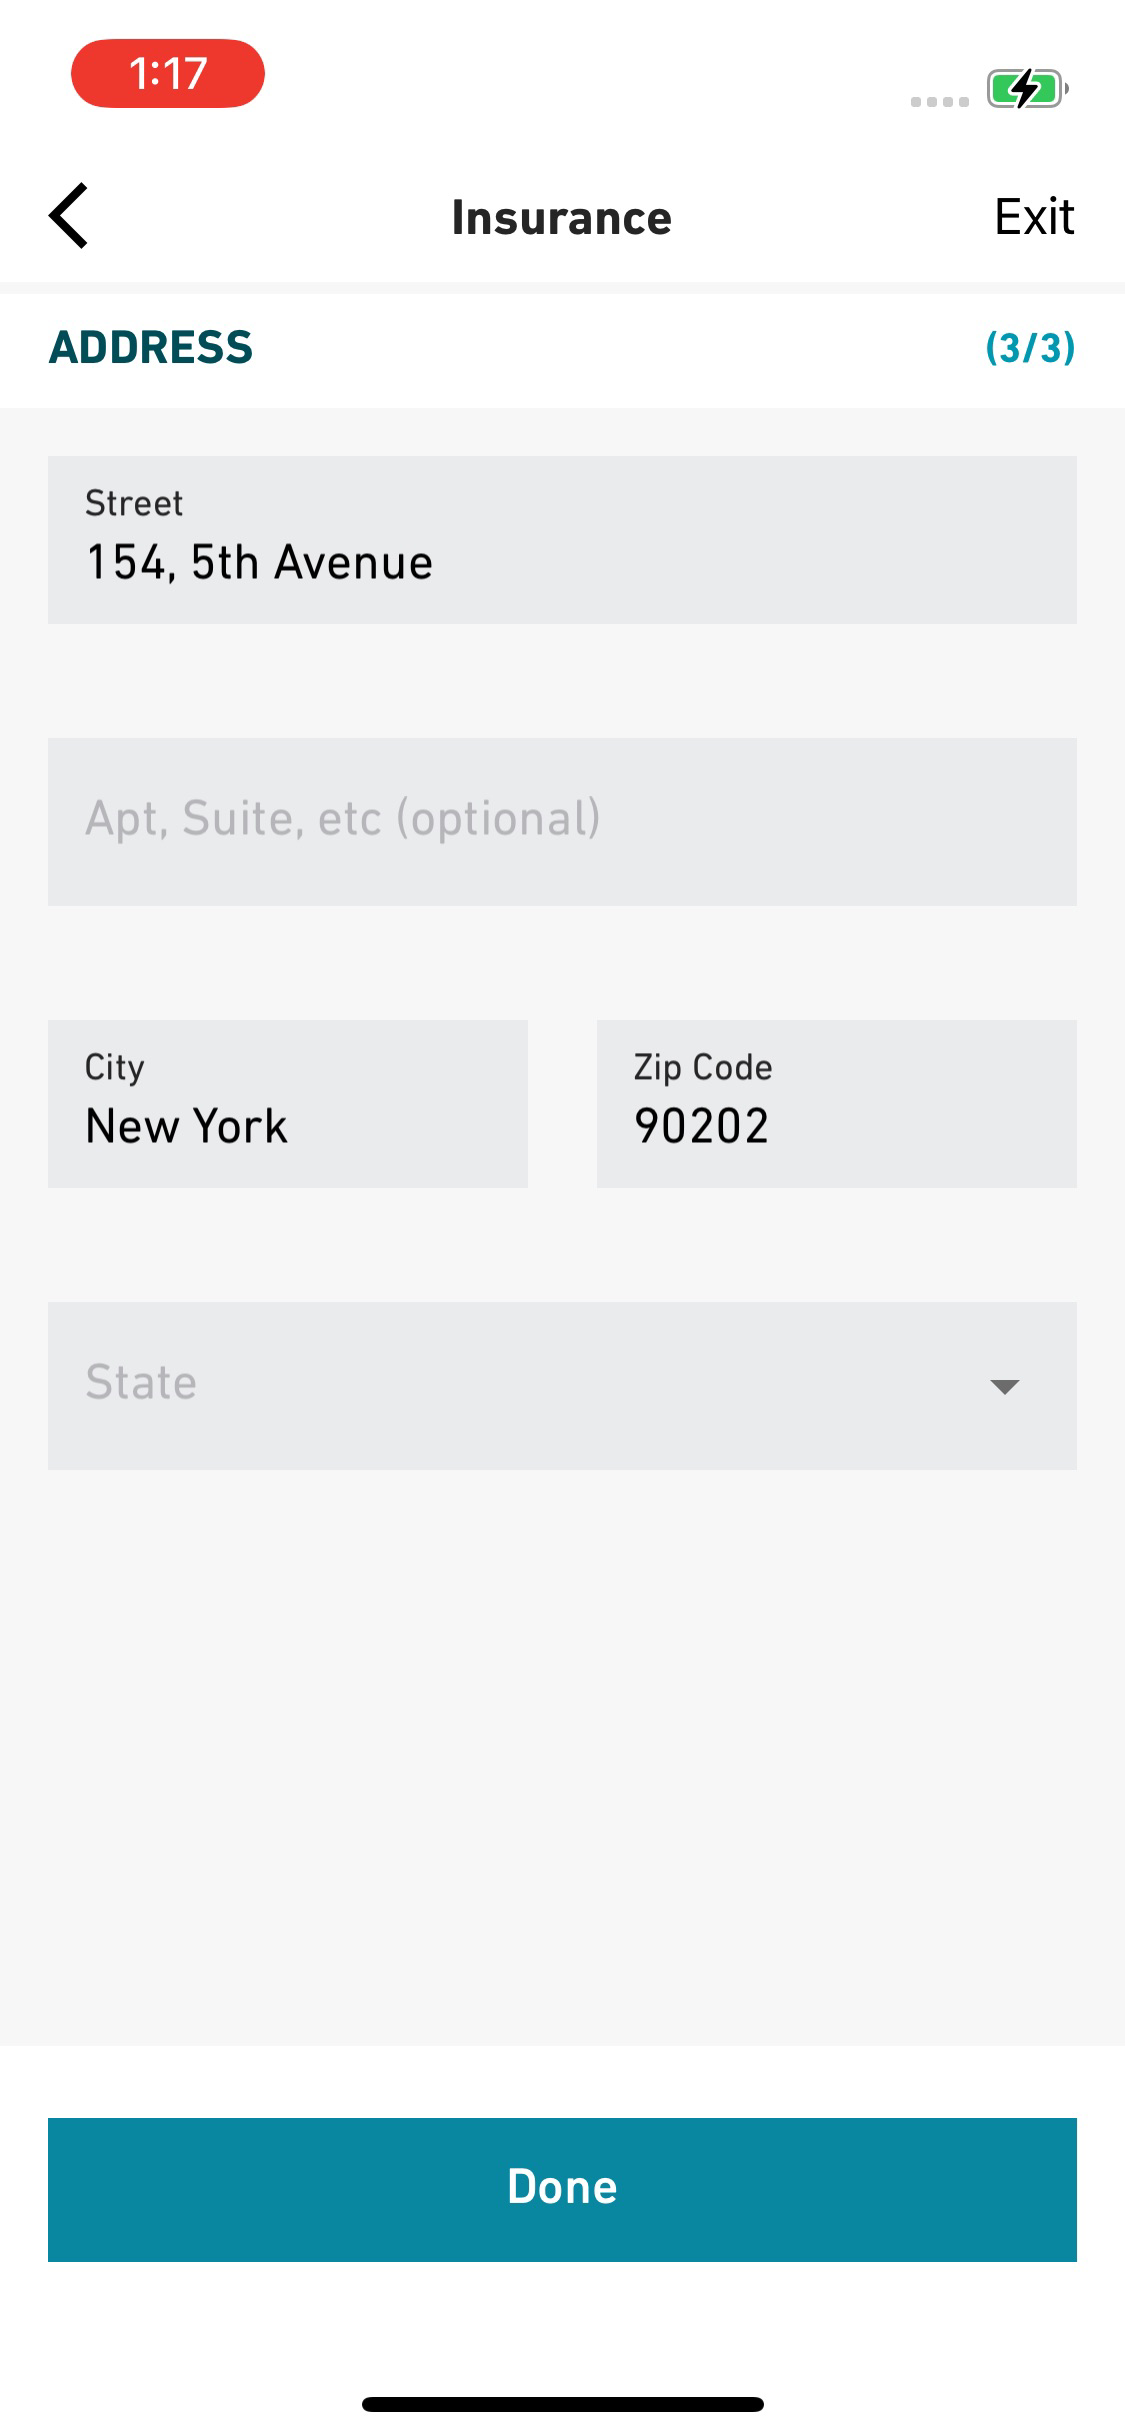 1:17
Insurance
Exit
ADDRESS
(3/3)
Street
154, 5th Avenue
Apt, Suite, etc (optional)
City
New York
Zip Code
90202
State
Done